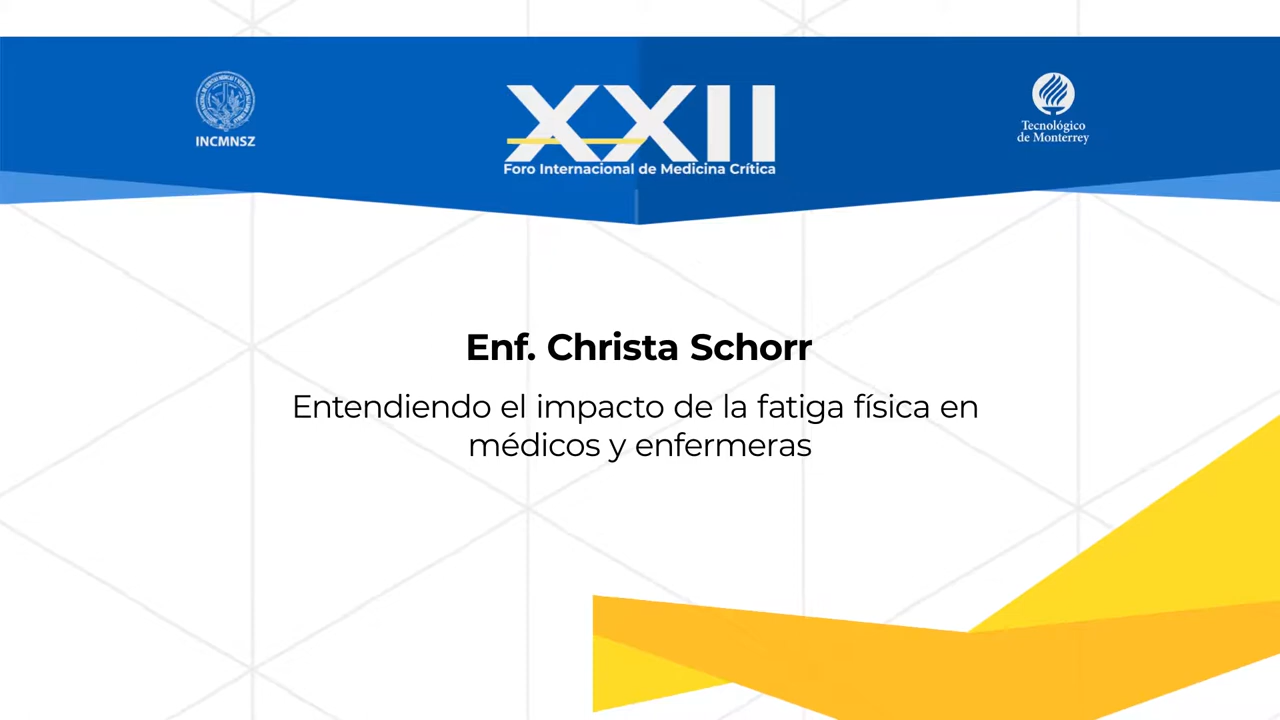 XXII
Foro Internacional de Medicina Crítica
INCMNSZ
Tecnológico
de Monterrey
Enf. Christa Schorr
Entendiendo el impacto de la fatiga física en
médicos y enfermeras